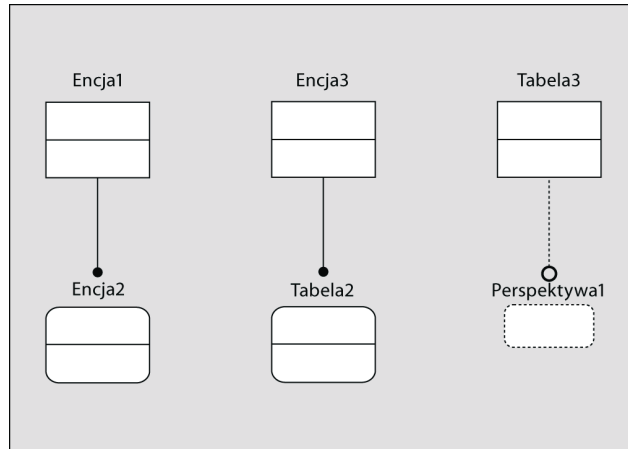 Encja1
Encja3
Tabela3
Encja2
Tabela2
Perspektywa1